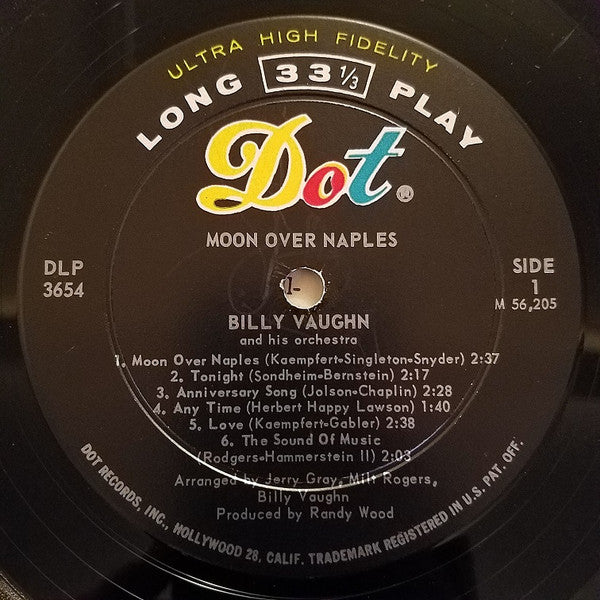 ULTRA HIGH FIDELITY
LONG 33 1/3 PLAY
Dot®
MOON OVER NAPLES
DLP
3654
SIDE
1
M 56,205
BILLY VAUGHN
and his orchestra
1. Moon Over Naples (Kaempfert-Singleton-Snyder) 2:37
2. Tonight (Sondheim-Bernstein) 2:17
3. Anniversary Song (Jolson-Chaplin) 2:28
4. Any Time (Herbert Happy Lawson) 1:40
5. Love (Kaempfert-Gabler) 2:38
6. The Sound Of Music
(Rodgers-Hammerstein II) 2:03
Arranged by Jerry Gray, Milt Rogers,
Billy Vaughn
Produced by Randy Wood
DOT RECORDS, INC., HOLLYWOOD 28, CALIF. TRADEMARK REGISTERED IN U.S. PAT. OFF.